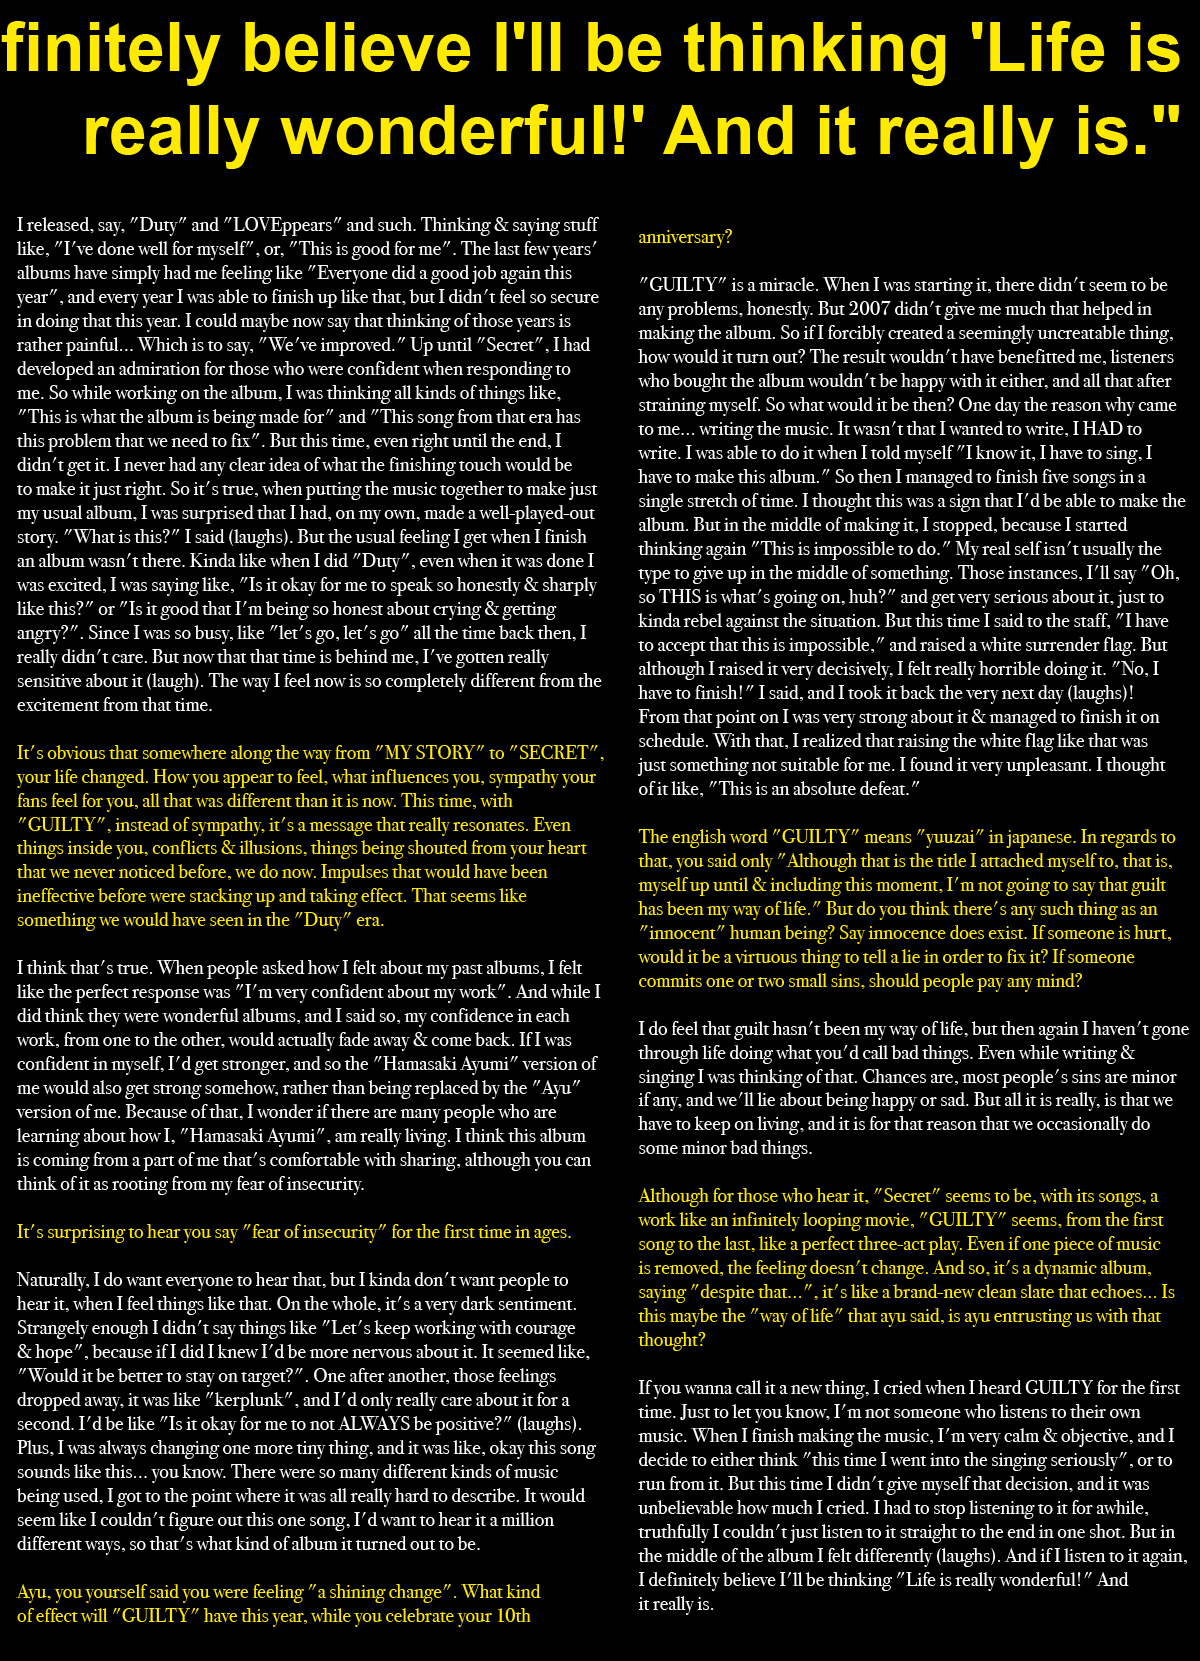 finitely believe I'll be thinking 'Life is
really wonderful!' And it really is."
I released, say, "Duty" and "LOVEppears" and such. Thinking & saying stuff
like, "I've done well for myself", or, "This is good for me". The last few years'
albums have simply had me feeling like "Everyone did a good job again this
year", and every year I was able to finish up like that, but I didn't feel so secure
in doing that this year. I could maybe now say that thinking of those years is
rather painful... Which is to say, "We've improved." Up until "Secret", I had
developed an admiration for those who were confident when responding to
me. So while working on the album, I was thinking all kinds of things like,
"This is what the album is being made for" and "This song from that era has
this problem that we need to fix". But this time, even right until the end, I
didn't get it. I never had any clear idea of what the finishing touch would be
to make it just right. So it's true, when putting the music together to make just
my usual album, I was surprised that I had, on my own, made a well-played-out
story. "What is this?" I said (laughs). But the usual feeling I get when I finish
an album wasn't there. Kinda like when I did "Duty", even when it was done I
was excited, I was saying like, "Is it okay for me to speak so honestly & sharply
like this?" or "Is it good that I'm being so honest about crying & getting
angry?". Since I was so busy, like "let's go, let's go" all the time back then, I
really didn't care. But now that that time is behind me, I've gotten really
sensitive about it (laugh). The way I feel now is so completely different from the
excitement from that time.
It's obvious that somewhere along the way from "MY STORY" to "SECRET",
your life changed. How you appear to feel, what influences you, sympathy your
fans feel for you, all that was different than it is now. This time, with
"GUILTY", instead of sympathy, it's a message that really resonates. Even
things inside you, conflicts & illusions, things being shouted from your heart
that we never noticed before, we do now. Impulses that would have been
ineffective before were stacking up and taking effect. That seems like
something we would have seen in the "Duty" era.
I think that's true. When people asked how I felt about my past albums, I felt
like the perfect response was "I'm very confident about my work". And while I
did think they were wonderful albums, and I said so, my confidence in each
work, from one to the other, would actually fade away & come back. If I was
confident in myself, I'd get stronger, and so the "Hamasaki Ayumi" version of
me would also get strong somehow, rather than being replaced by the "Ayu"
version of me. Because of that, I wonder if there are many people who are
learning about how I, "Hamasaki Ayumi", am really living. I think this album
is coming from a part of me that's comfortable with sharing, although you can
think of it as rooting from my fear of insecurity.
It's surprising to hear you say "fear of insecurity" for the first time in ages.
Naturally, I do want everyone to hear that, but I kinda don't want people to
hear it, when I feel things like that. On the whole, it's a very dark sentiment.
Strangely enough I didn't say things like "Let's keep working with courage
& hope", because if I did I knew I'd be more nervous about it. It seemed like,
"Would it be better to stay on target?". One after another, those feelings
dropped away, it was like "kerplunk", and I'd only really care about it for a
second. I'd be like "Is it okay for me to not ALWAYS be positive?" (laughs).
Plus, I was always changing one more tiny thing, and it was like, okay this song
sounds like this... you know. There were so many different kinds of music
being used, I got to the point where it was all really hard to describe. It would
seem like I couldn't figure out this one song, I'd want to hear it a million
different ways, so that's what kind of album it turned out to be.
Ayu, you yourself said you were feeling "a shining change". What kind
of effect will "GUILTY" have this year, while you celebrate your 10th
anniversary?
"GUILTY" is a miracle. When I was starting it, there didn't seem to be
any problems, honestly. But 2007 didn't give me much that helped in
making the album. So if I forcibly created a seemingly uncreatable thing,
how would it turn out? The result wouldn't have benefitted me, listeners
who bought the album wouldn't be happy with it either, and all that after
straining myself. So what would it be then? One day the reason why came
to me... writing the music. It wasn't that I wanted to write, I HAD to
write. I was able to do it when I told myself "I know it, I have to sing, I
have to make this album." So then I managed to finish five songs in a
single stretch of time. I thought this was a sign that I'd be able to make the
album. But in the middle of making it, I stopped, because I started
thinking again "This is impossible to do." My real self isn't usually the
type to give up in the middle of something. Those instances, I'll say "Oh,
so THIS is what's going on, huh?" and get very serious about it, just to
kinda rebel against the situation. But this time I said to the staff, "I have
to accept that this is impossible," and raised a white surrender flag. But
although I raised it very decisively, I felt really horrible doing it. "No, I
have to finish!" I said, and I took it back the very next day (laughs)!
From that point on I was very strong about it & managed to finish it on
schedule. With that, I realized that raising the white flag like that was
just something not suitable for me. I found it very unpleasant. I thought
of it like, "This is an absolute defeat."
The english word "GUILTY" means "yuuzai" in japanese. In regards to
that, you said only "Although that is the title I attached myself to, that is,
myself up until & including this moment, I'm not going to say that guilt
has been my way of life." But do you think there's any such thing as an
"innocent" human being? Say innocence does exist. If someone is hurt,
would it be a virtuous thing to tell a lie in order to fix it? If someone
commits one or two small sins, should people pay any mind?
I do feel that guilt hasn't been my way of life, but then again I haven't gone
through life doing what you'd call bad things. Even while writing &
singing I was thinking of that. Chances are, most people's sins are minor
if any, and we'll lie about being happy or sad. But all it is really, is that we
have to keep on living, and it is for that reason that we occasionally do
some minor bad things.
Although for those who hear it, "Secret" seems to be, with its songs, a
work like an infinitely looping movie, "GUILTY" seems, from the first
song to the last, like a perfect three-act play. Even if one piece of music
is removed, the feeling doesn't change. And so, it's a dynamic album,
saying "despite that...", it's like a brand-new clean slate that echoes... Is
this maybe the "way of life" that ayu said, is ayu entrusting us with that
thought?
If you wanna call it a new thing, I cried when I heard GUILTY for the first
time. Just to let you know, I'm not someone who listens to their own
music. When I finish making the music, I'm very calm & objective, and I
decide to either think "this time I went into the singing seriously", or to
run from it. But this time I didn't give myself that decision, and it was
unbelievable how much I cried. I had to stop listening to it for awhile,
truthfully I couldn't just listen to it straight to the end in one shot. But in
the middle of the album I felt differently (laughs). And if I listen to it again,
I definitely believe I'll be thinking "Life is really wonderful!" And
it really is.